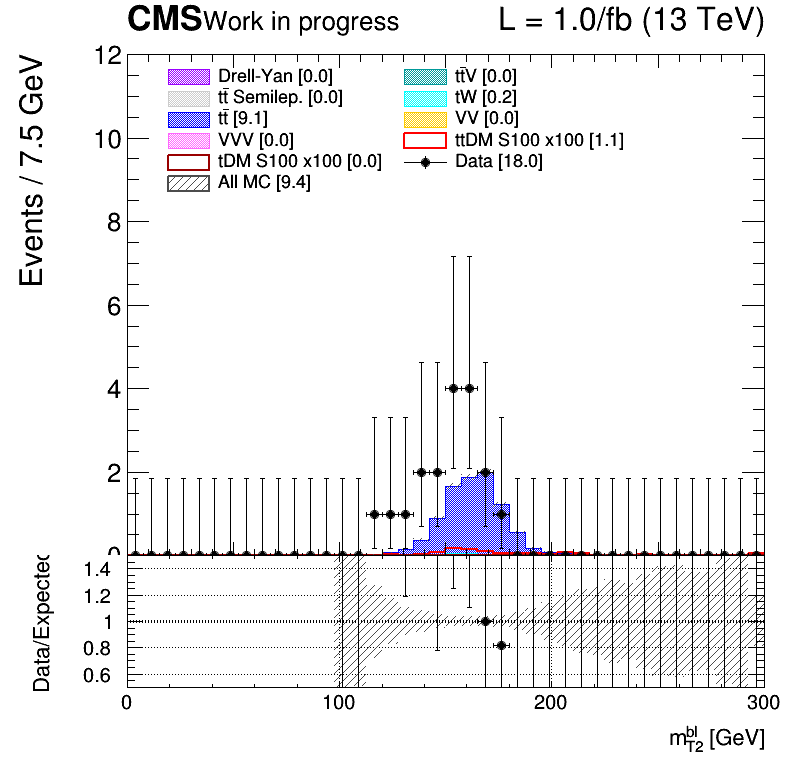 CMS Work in progress L = 1.0/fb (13 TeV)
Events / 7.5 GeV
12
10
8
6
4
2
0
Drell-Yan [0.0]
tt̄V [0.0]
tt̄ Semilep. [0.0]
tW [0.2]
tt̄ [9.1]
VV [0.0]
VVV [0.0]
ttDM S100 x100 [1.1]
tDM S100 x100 [0.0]
Data [18.0]
All MC [9.4]
Data/Expected
1.4
1.2
1
0.8
0.6
0 100 200 300
m_{T2}^{bl} [GeV]